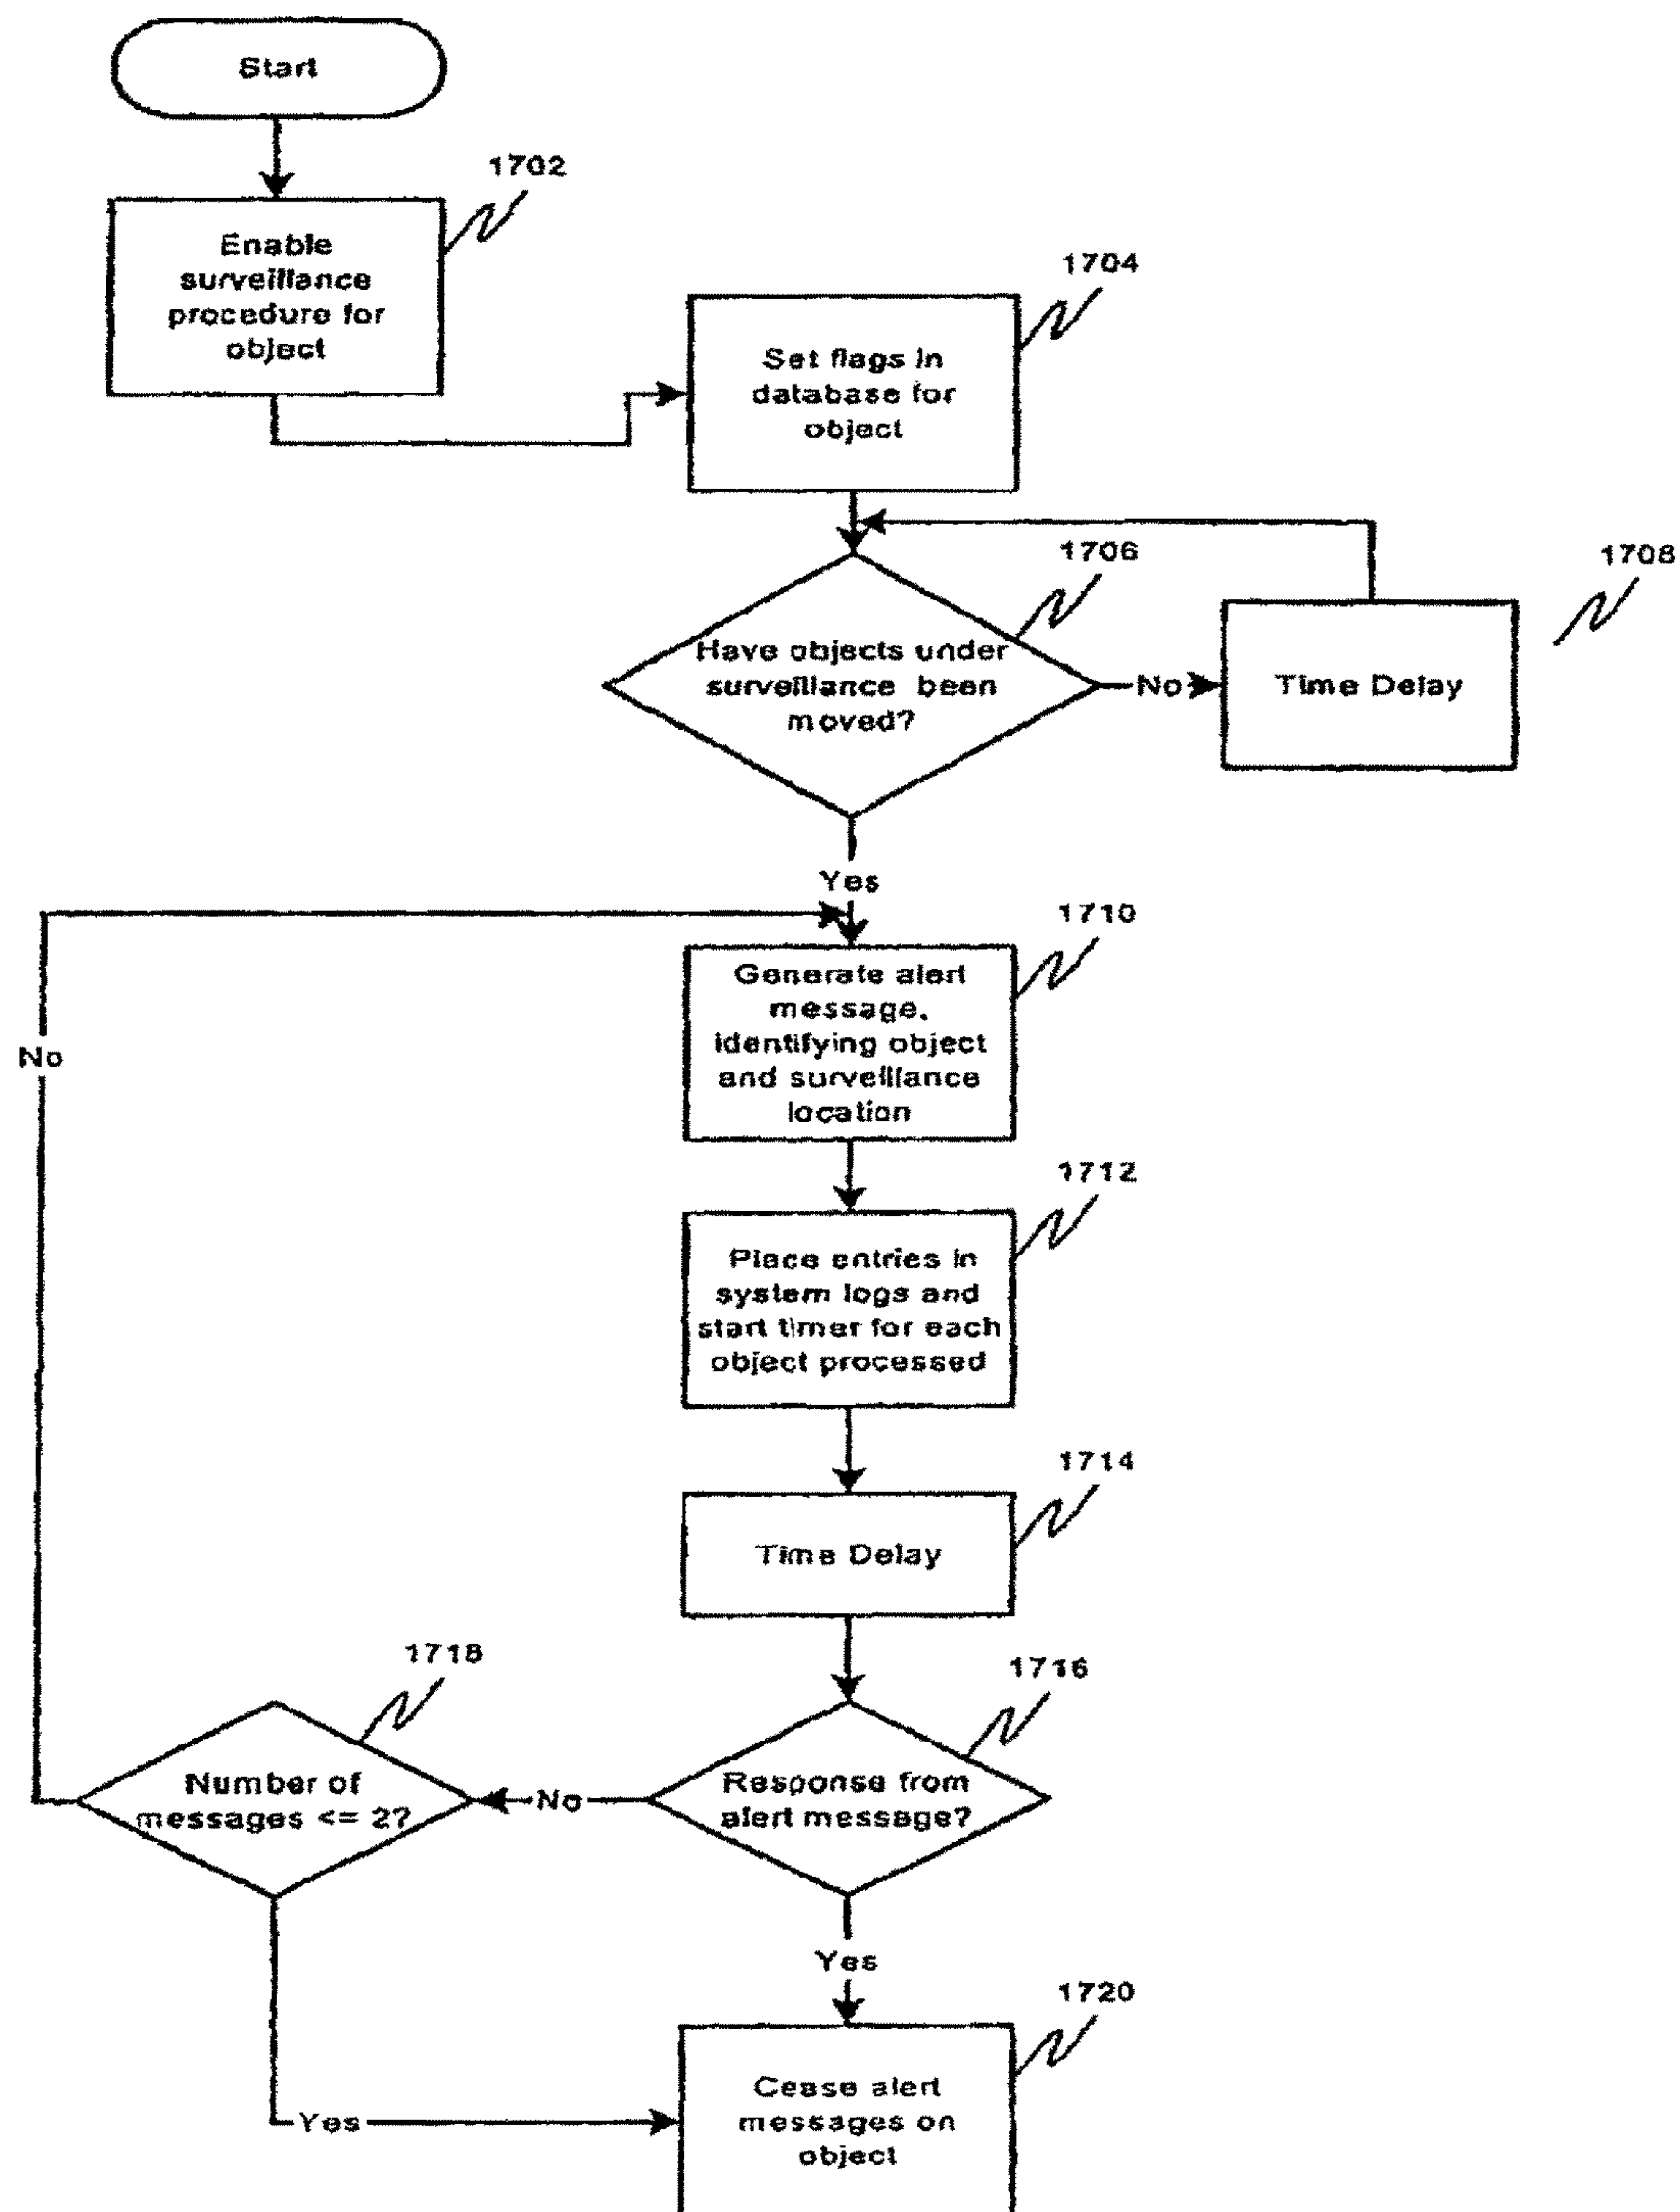 Start
1702
Enable
surveillance
procedure for
object
1704
Set flags in
database for
object
1706
Have objects under
surveillance been
moved?
No
1708
Time Delay
Yes
1710
Generate alert
message,
identifying object
and surveillance
location
No
1712
Place entries in
system logs and
start timer for each
object processed
1714
Time Delay
1716
Response from
alert message?
No
1718
Number of
messages <= 2?
Yes
1720
Cease alert
messages on
object
Yes